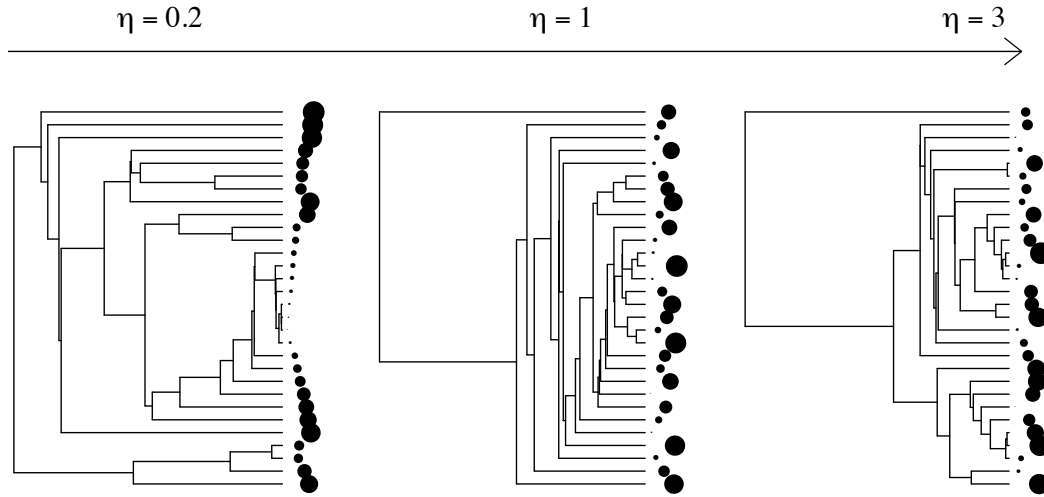 η = 0.2
η = 1
η = 3